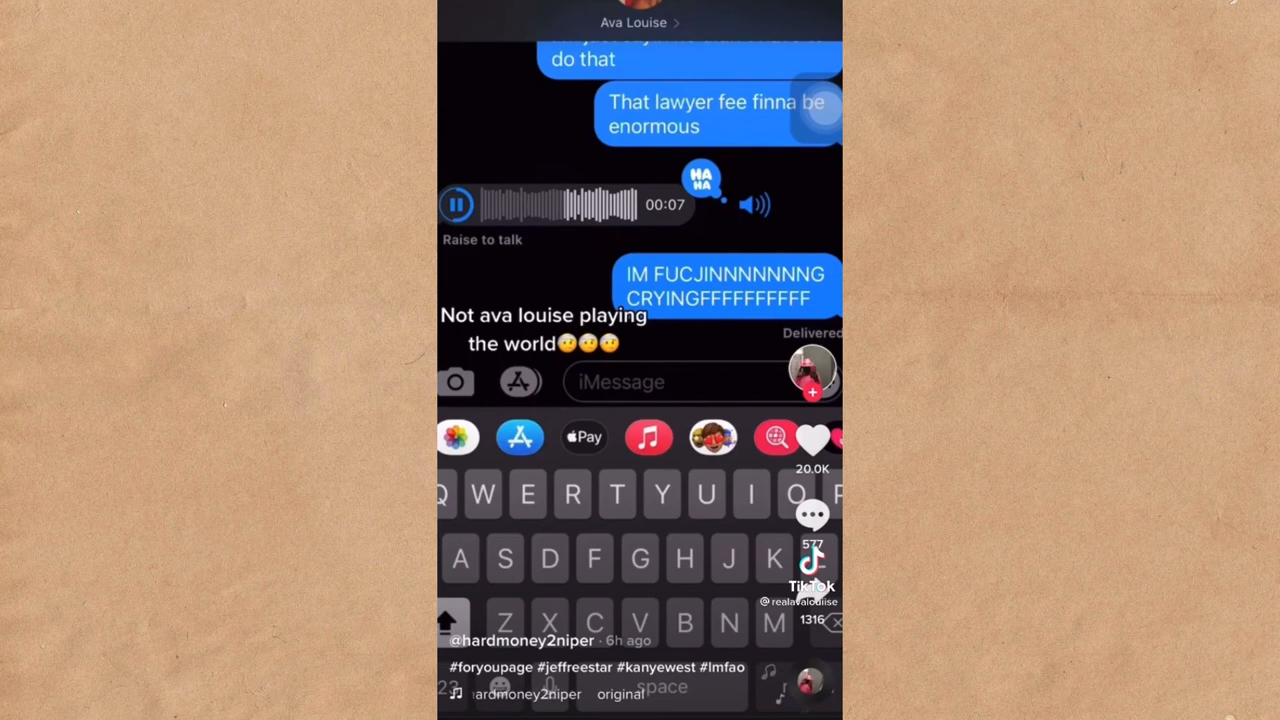 Ava Louise >
do that
That lawyer fee finna be
enormous
HA
HA
00:07
Raise to talk
IM FUCJINNNNNNNG
CRYINGFFFFFFFFFF
Not ava louise playing
the world🤕🤕🤕
Delivered
iMessage
Pay
20.0K
Q W E R T Y U I O P
577
A S D F G H J K L
TikTok
@realavalouiise
1316
Z X C V B N M
@hardmoney2niper · 6h ago
#foryoupage #jeffreestar #kanyewest #lmfao
space
ardmoney2niper original